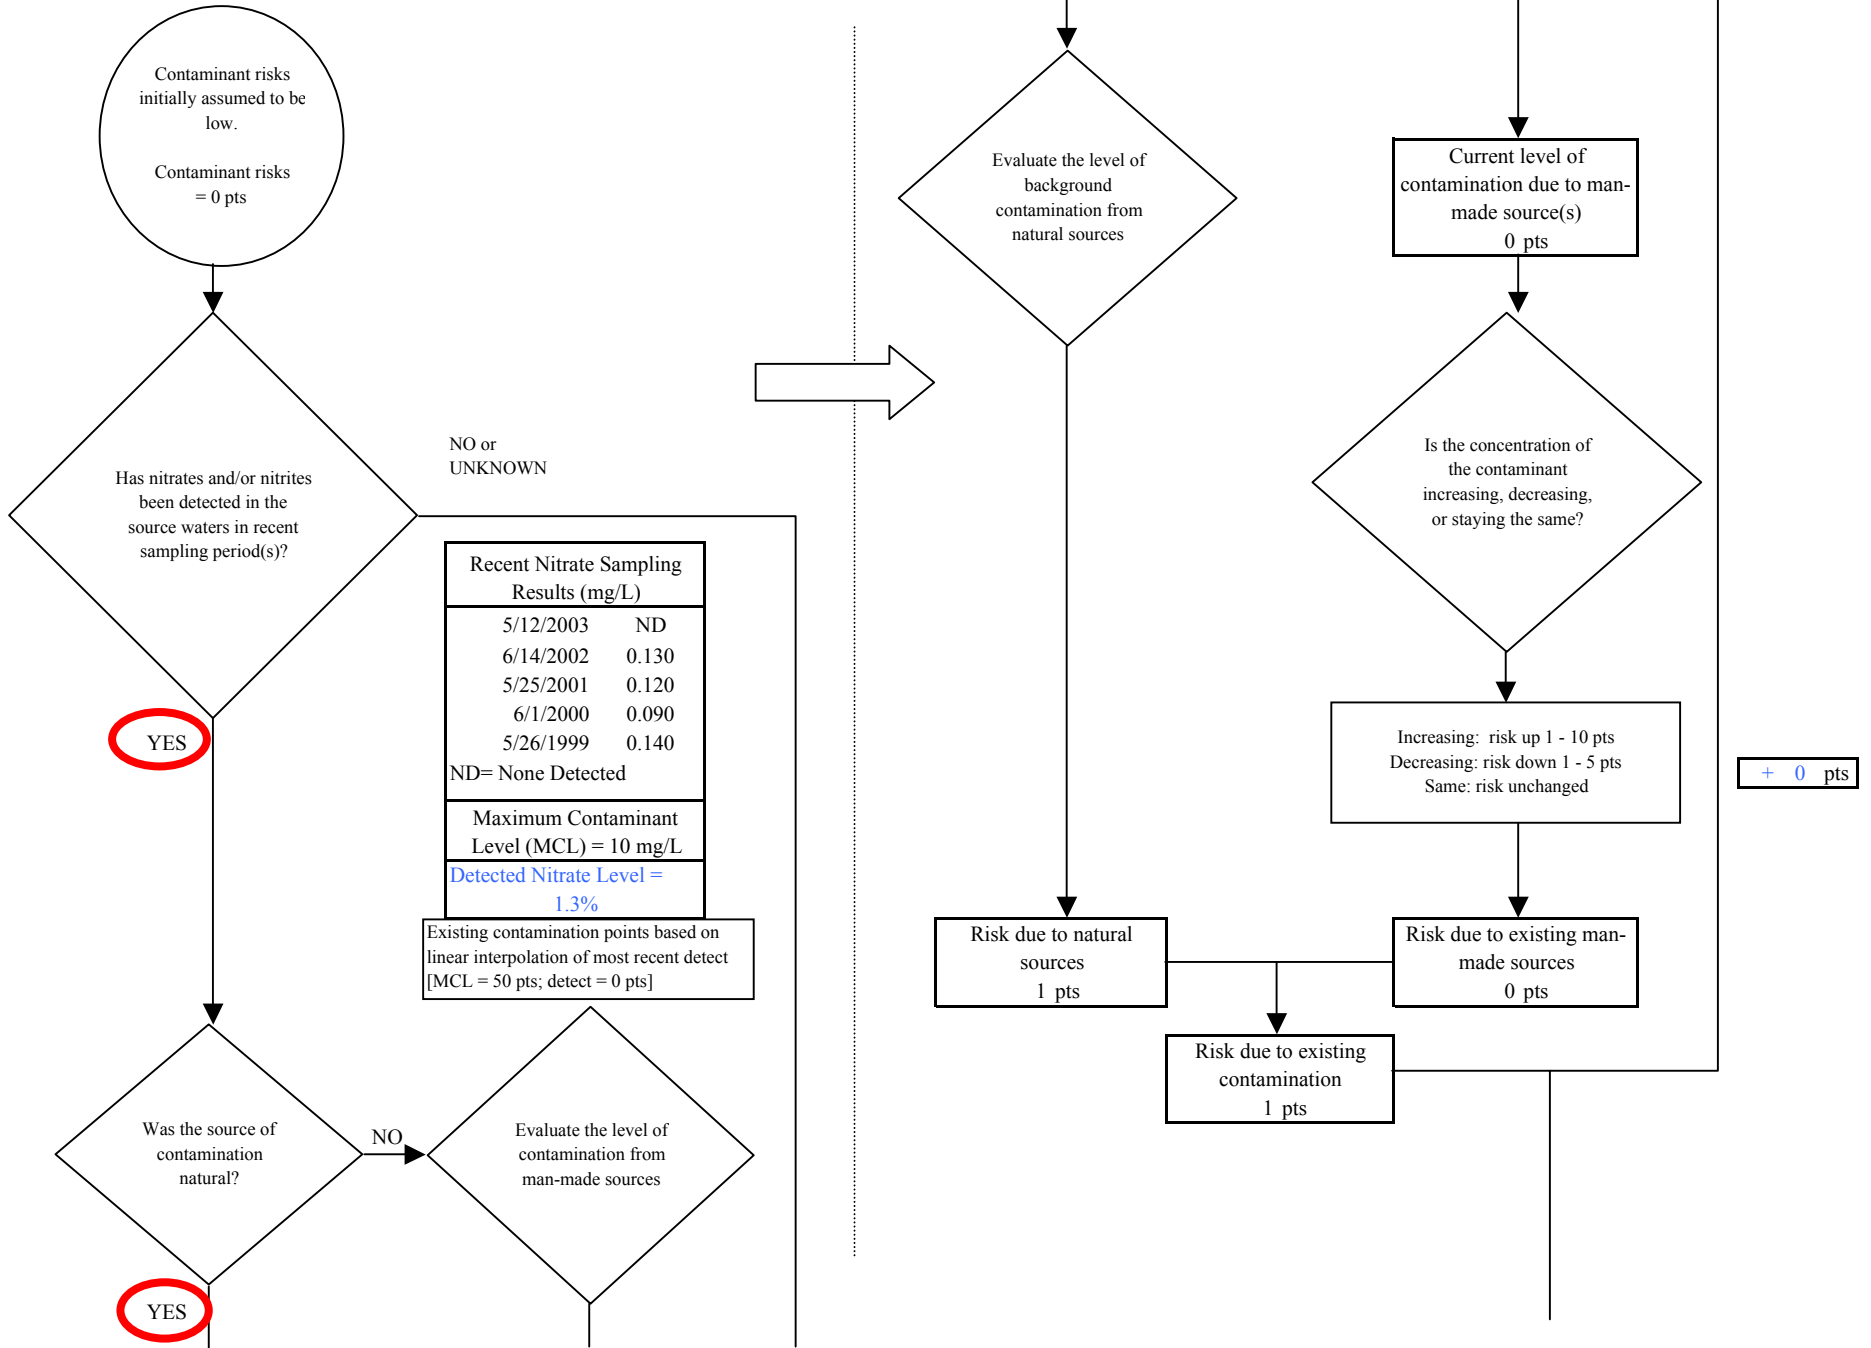 Contaminant risks
initially assumed to be
low.
Contaminant risks
= 0 pts
Has nitrates and/or nitrites
been detected in the
source waters in recent
sampling period(s)?
NO or
UNKNOWN
YES
Recent Nitrate Sampling
Results (mg/L)
5/12/2003 ND
6/14/2002 0.130
5/25/2001 0.120
6/1/2000 0.090
5/26/1999 0.140
ND= None Detected
Maximum Contaminant
Level (MCL) = 10 mg/L
Detected Nitrate Level =
1.3%
Existing contamination points based on
linear interpolation of most recent detect
[MCL = 50 pts; detect = 0 pts]
Was the source of
contamination
natural?
NO
Evaluate the level of
contamination from
man-made sources
YES
Evaluate the level of
background
contamination from
natural sources
Current level of
contamination due to man-
made source(s)
0 pts
Is the concentration of
the contaminant
increasing, decreasing,
or staying the same?
Increasing: risk up 1 - 10 pts
Decreasing: risk down 1 - 5 pts
Same: risk unchanged
+ 0 pts
Risk due to natural
sources
1 pts
Risk due to existing man-
made sources
0 pts
Risk due to existing
contamination
1 pts